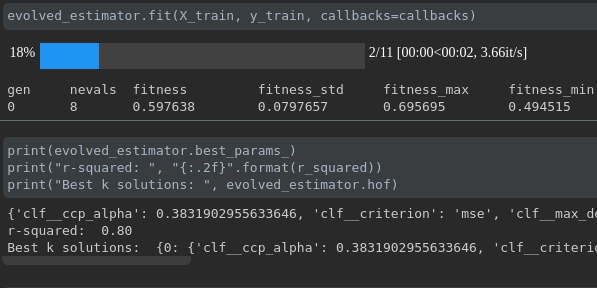 evolved_estimator.fit(X_train, y_train, callbacks=callbacks)
18% 2/11 [00:00<00:02, 3.66it/s]
gen nevals fitness fitness_std fitness_max fitness_min
0 8 0.597638 0.0797657 0.695695 0.494515
print(evolved_estimator.best_params_)
print("r-squared: ", "{:.2f}".format(r_squared))
print("Best k solutions: ", evolved_estimator.hof)
{'clf__ccp_alpha': 0.3831902955633646, 'clf__criterion': 'mse', 'clf__max_de
r-squared:  0.80
Best k solutions:  {0: {'clf__ccp_alpha': 0.3831902955633646, 'clf__criterio